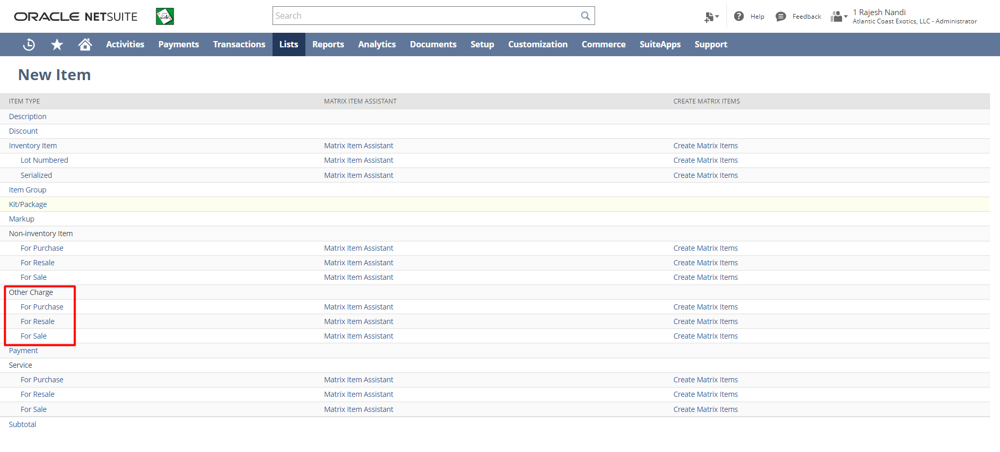 ORACLE NETSUITE
Search
Help
Feedback
1 Rajesh Nandi
Atlantic Coast Exotics, LLC - Administrator
Activities Payments Transactions Lists Reports Analytics Documents Setup Customization Commerce SuiteApps Support
New Item
ITEM TYPE MATRIX ITEM ASSISTANT CREATE MATRIX ITEMS
Description
Discount
Inventory Item Matrix Item Assistant Create Matrix Items
Lot Numbered Matrix Item Assistant Create Matrix Items
Serialized Matrix Item Assistant Create Matrix Items
Item Group
Kit/Package
Markup
Non-inventory Item
For Purchase Matrix Item Assistant Create Matrix Items
For Resale Matrix Item Assistant Create Matrix Items
For Sale Matrix Item Assistant Create Matrix Items
Other Charge
For Purchase Matrix Item Assistant Create Matrix Items
For Resale Matrix Item Assistant Create Matrix Items
For Sale Matrix Item Assistant Create Matrix Items
Payment
Service
For Purchase Matrix Item Assistant Create Matrix Items
For Resale Matrix Item Assistant Create Matrix Items
For Sale Matrix Item Assistant Create Matrix Items
Subtotal